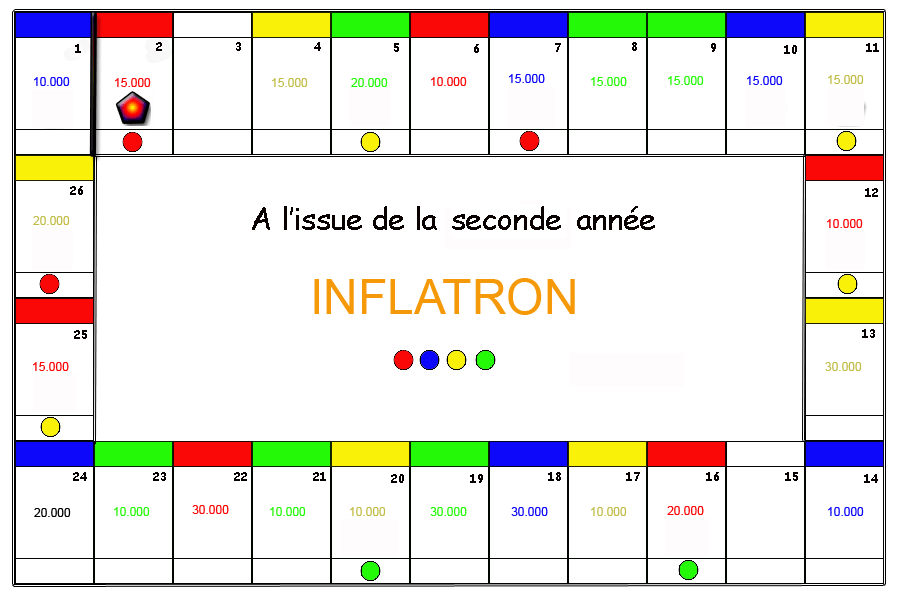 1 2 3 4 5 6 7 8 9 10 11
10.000 15.000 15.000 20.000 10.000 15.000 15.000 15.000 15.000 15.000
26 12
20.000 10.000
A l'issue de la seconde année
INFLATRON
25 13
15.000 30.000
24 23 22 21 20 19 18 17 16 15 14
20.000 10.000 30.000 10.000 10.000 30.000 30.000 10.000 20.000 10.000